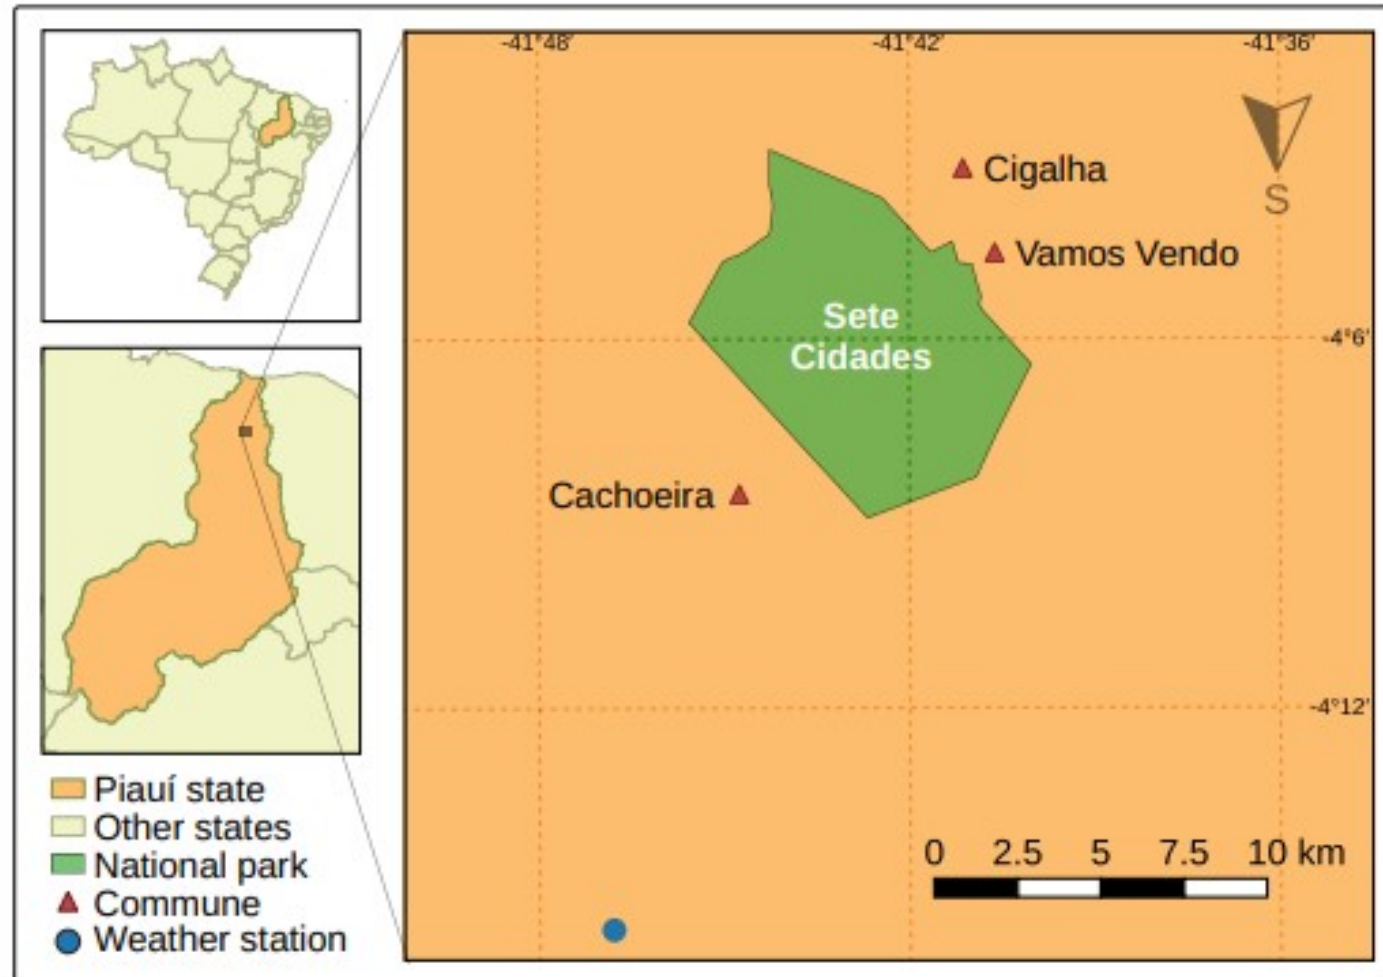 -41°48'
-41°42'
-41°36'
S
Cigalha
Vamos Vendo
Sete
Cidades
-4°6'
Cachoeira
-4°12'
0 2.5 5 7.5 10 km
Piauí state
Other states
National park
Commune
Weather station